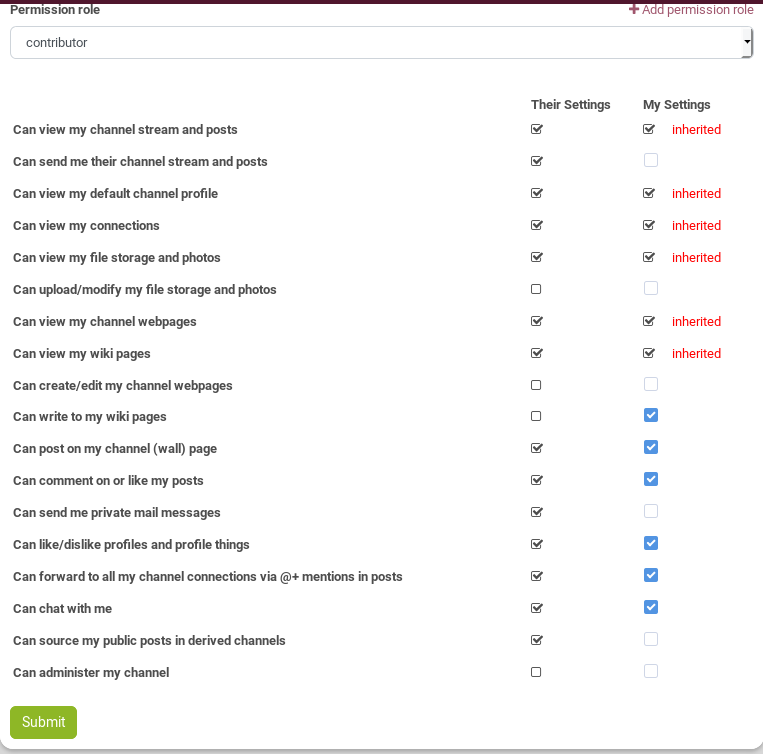 Permission role
Add permission role
contributor
Their Settings My Settings
Can view my channel stream and posts inherited
Can send me their channel stream and posts
Can view my default channel profile inherited
Can view my connections inherited
Can view my file storage and photos inherited
Can upload/modify my file storage and photos
Can view my channel webpages inherited
Can view my wiki pages inherited
Can create/edit my channel webpages
Can write to my wiki pages
Can post on my channel (wall) page
Can comment on or like my posts
Can send me private mail messages
Can like/dislike profiles and profile things
Can forward to all my channel connections via @+ mentions in posts
Can chat with me
Can source my public posts in derived channels
Can administer my channel
Submit